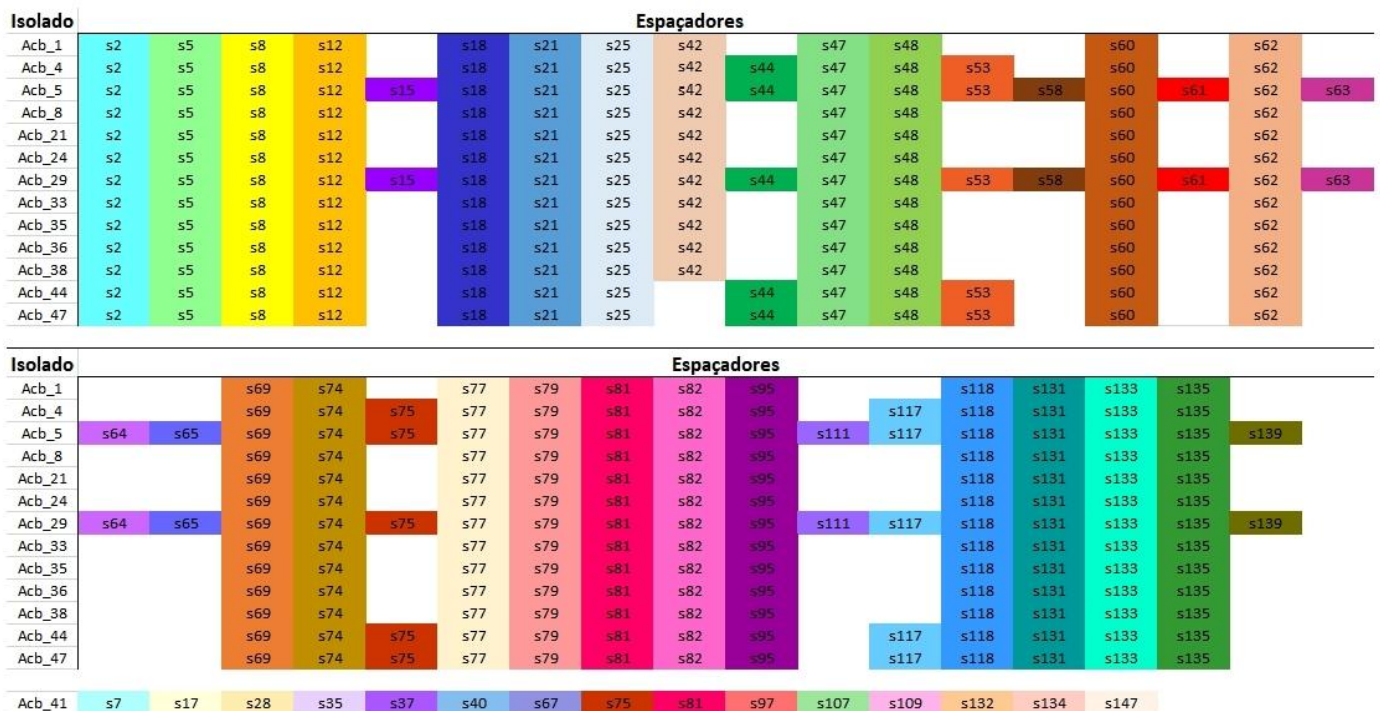 Isolado Espaçadores
Acb_1 s2 s5 s8 s12 s18 s21 s25 s42 s47 s48 s60 s62
Acb_4 s2 s5 s8 s12 s18 s21 s25 s42 s44 s47 s48 s53 s60 s62
Acb_5 s2 s5 s8 s12 s15 s18 s21 s25 s42 s44 s47 s48 s53 s58 s60 s61 s62 s63
Acb_8 s2 s5 s8 s12 s18 s21 s25 s42 s47 s48 s60 s62
Acb_21 s2 s5 s8 s12 s18 s21 s25 s42 s47 s48 s60 s62
Acb_24 s2 s5 s8 s12 s18 s21 s25 s42 s47 s48 s60 s62
Acb_29 s2 s5 s8 s12 s15 s18 s21 s25 s42 s44 s47 s48 s53 s58 s60 s61 s62 s63
Acb_33 s2 s5 s8 s12 s18 s21 s25 s42 s47 s48 s60 s62
Acb_35 s2 s5 s8 s12 s18 s21 s25 s42 s47 s48 s60 s62
Acb_36 s2 s5 s8 s12 s18 s21 s25 s42 s47 s48 s60 s62
Acb_38 s2 s5 s8 s12 s18 s21 s25 s42 s47 s48 s60 s62
Acb_44 s2 s5 s8 s12 s18 s21 s25 s44 s47 s48 s53 s60 s62
Acb_47 s2 s5 s8 s12 s18 s21 s25 s44 s47 s48 s53 s60 s62
Isolado Espaçadores
Acb_1 s69 s74 s77 s79 s81 s82 s95 s118 s131 s133 s135
Acb_4 s69 s74 s75 s77 s79 s81 s82 s95 s117 s118 s131 s133 s135
Acb_5 s64 s65 s69 s74 s75 s77 s79 s81 s82 s95 s111 s117 s118 s131 s133 s135 s139
Acb_8 s69 s74 s77 s79 s81 s82 s95 s118 s131 s133 s135
Acb_21 s69 s74 s77 s79 s81 s82 s95 s118 s131 s133 s135
Acb_24 s69 s74 s77 s79 s81 s82 s95 s118 s131 s133 s135
Acb_29 s64 s65 s69 s74 s75 s77 s79 s81 s82 s95 s111 s117 s118 s131 s133 s135 s139
Acb_33 s69 s74 s77 s79 s81 s82 s95 s118 s131 s133 s135
Acb_35 s69 s74 s77 s79 s81 s82 s95 s118 s131 s133 s135
Acb_36 s69 s74 s77 s79 s81 s82 s95 s118 s131 s133 s135
Acb_38 s69 s74 s77 s79 s81 s82 s95 s118 s131 s133 s135
Acb_44 s69 s74 s75 s77 s79 s81 s82 s95 s117 s118 s131 s133 s135
Acb_47 s69 s74 s75 s77 s79 s81 s82 s95 s117 s118 s131 s133 s135
Acb_41 s7 s17 s28 s35 s37 s40 s67 s75 s81 s97 s107 s109 s132 s134 s147